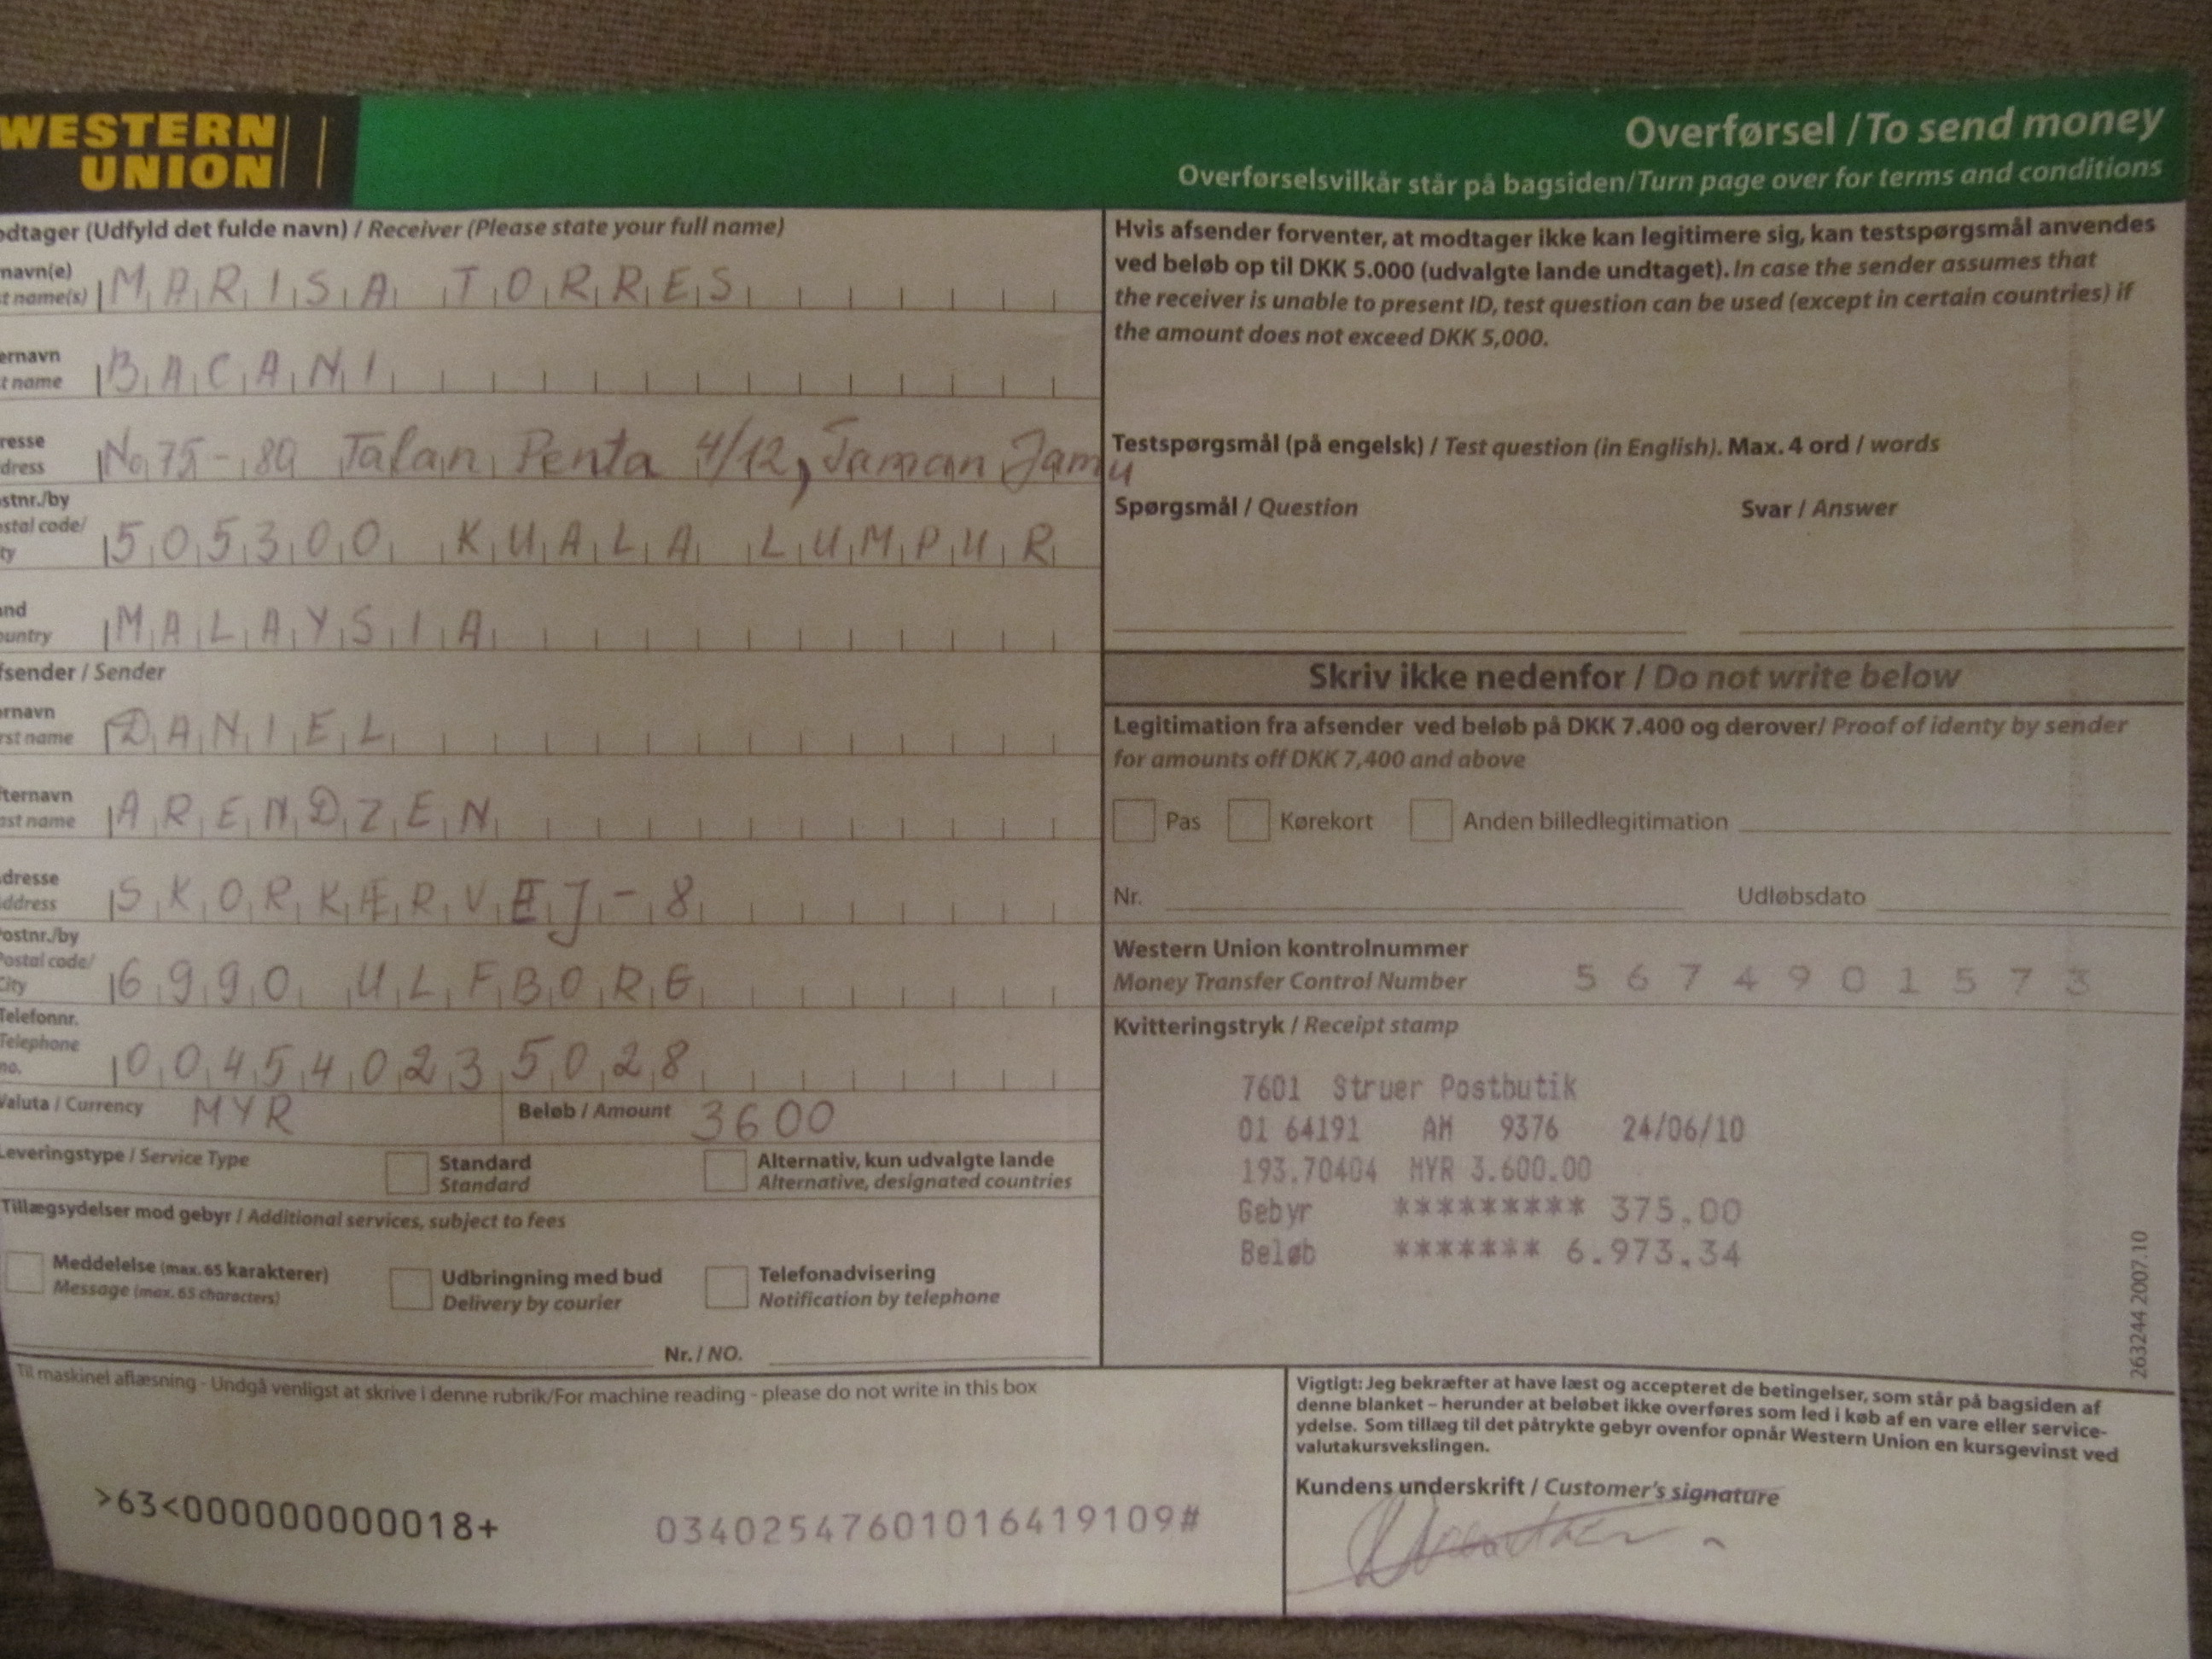 WESTERN
UNION
Overførsel / To send money
Overførselsvilkår står på bagsiden/Turn page over for terms and conditions
odtager (Udfyld det fulde navn) / Receiver (Please state your full name)
navn(e)
t name(s)
MARISA TORRES
ernavn
t name
BACANI
resse
dress
No 75-80 Jalan Penta 4/12, Taman Jamu
stnr./by
ostal code/
ty
505300 KUALA LUMPUR
and
ountry
MALAYSIA
fsender / Sender
ornavn
rst name
DANIEL
fternavn
ast name
ARENDZEN
dresse
ddress
SKORKÆRVEJ-8
Postnr./by
Postal code/
City
6990 ULFBORG
Telefonnr.
Telephone
no.
004540235028
Valuta / Currency MYR Beløb / Amount 3600
Leveringstype / Service Type
Standard
Standard
Alternativ, kun udvalgte lande
Alternative, designated countries
Tillægsydelser mod gebyr / Additional services, subject to fees
Meddelelse (max. 65 karakterer)
Message (max. 65 characters)
Udbringning med bud
Delivery by courier
Telefonadvisering
Notification by telephone
Nr. / NO.
Hvis afsender forventer, at modtager ikke kan legitimere sig, kan testspørgsmål anvendes
ved beløb op til DKK 5.000 (udvalgte lande undtaget). In case the sender assumes that
the receiver is unable to present ID, test question can be used (except in certain countries) if
the amount does not exceed DKK 5,000.
Testspørgsmål (på engelsk) / Test question (in English). Max. 4 ord / words
Spørgsmål / Question Svar / Answer
Skriv ikke nedenfor / Do not write below
Legitimation fra afsender ved beløb på DKK 7.400 og derover/ Proof of identy by sender
for amounts off DKK 7,400 and above
Pas Kørekort Anden billedlegitimation
Nr. Udløbsdato
Western Union kontrolnummer
Money Transfer Control Number 5674901573
Kvitteringstryk / Receipt stamp
7601 Struer Postbutik
01 64191 AM 9376 24/06/10
193.70404 MYR 3.600.00
Gebyr ********* 375,00
Beløb ******* 6.973,34
263244 2007.10
Til maskinel aflæsning - Undgå venligst at skrive i denne rubrik/For machine reading - please do not write in this box
>63<000000000018+ 034025476010164191​09#
Vigtigt: Jeg bekræfter at have læst og accepteret de betingelser, som står på bagsiden af
denne blanket – herunder at beløbet ikke overføres som led i køb af en vare eller service-
ydelse. Som tillæg til det påtrykte gebyr ovenfor opnår Western Union en kursgevinst ved
valutakursvekslingen.
Kundens underskrift / Customer's signature